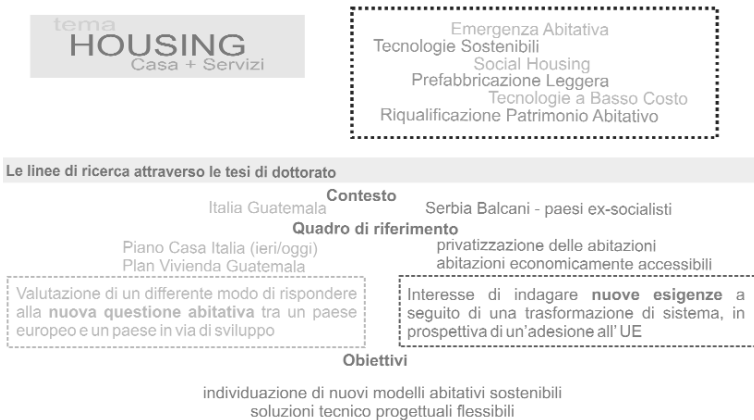 tema
HOUSING
Casa + Servizi
Emergenza Abitativa
Tecnologie Sostenibili
Social Housing
Prefabbricazione Leggera
Tecnologie a Basso Costo
Riqualificazione Patrimonio Abitativo
Le linee di ricerca attraverso le tesi di dottorato
Contesto
Italia Guatemala
Serbia Balcani - paesi ex-socialisti
Quadro di riferimento
Piano Casa Italia (ieri/oggi)
Plan Vivienda Guatemala
privatizzazione delle abitazioni
abitazioni economicamente accessibili
Valutazione di un differente modo di rispondere
alla nuova questione abitativa tra un paese
europeo e un paese in via di sviluppo
Interesse di indagare nuove esigenze a
seguito di una trasformazione di sistema, in
prospettiva di un'adesione all' UE
Obiettivi
individuazione di nuovi modelli abitativi sostenibili
soluzioni tecnico progettuali flessibili